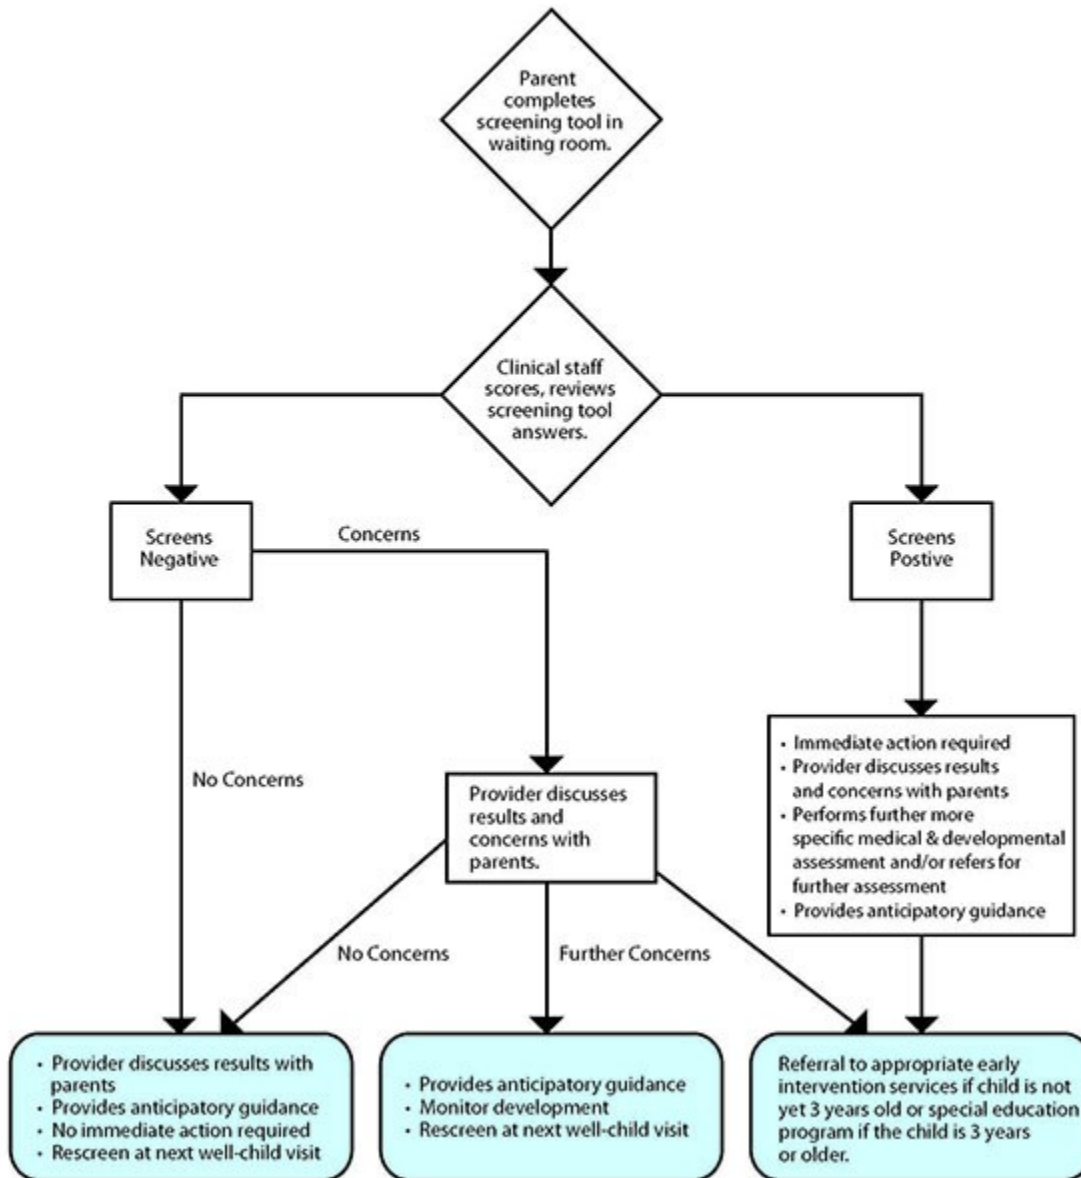 Parent
completes
screening tool in
waiting room.
Clinical staff
scores, reviews
screening tool
answers.
Screens
Negative
Concerns
Screens
Postive
No Concerns
Provider discusses
results and
concerns with
parents.
• Immediate action required
• Provider discusses results
and concerns with parents
• Performs further more
specific medical & developmental
assessment and/or refers for
further assessment
• Provides anticipatory guidance
No Concerns
Further Concerns
• Provider discusses results with
parents
• Provides anticipatory guidance
• No immediate action required
• Rescreen at next well-child visit
• Provides anticipatory guidance
• Monitor development
• Rescreen at next well-child visit
Referral to appropriate early
intervention services if child is not
yet 3 years old or special education
program if the child is 3 years
or older.